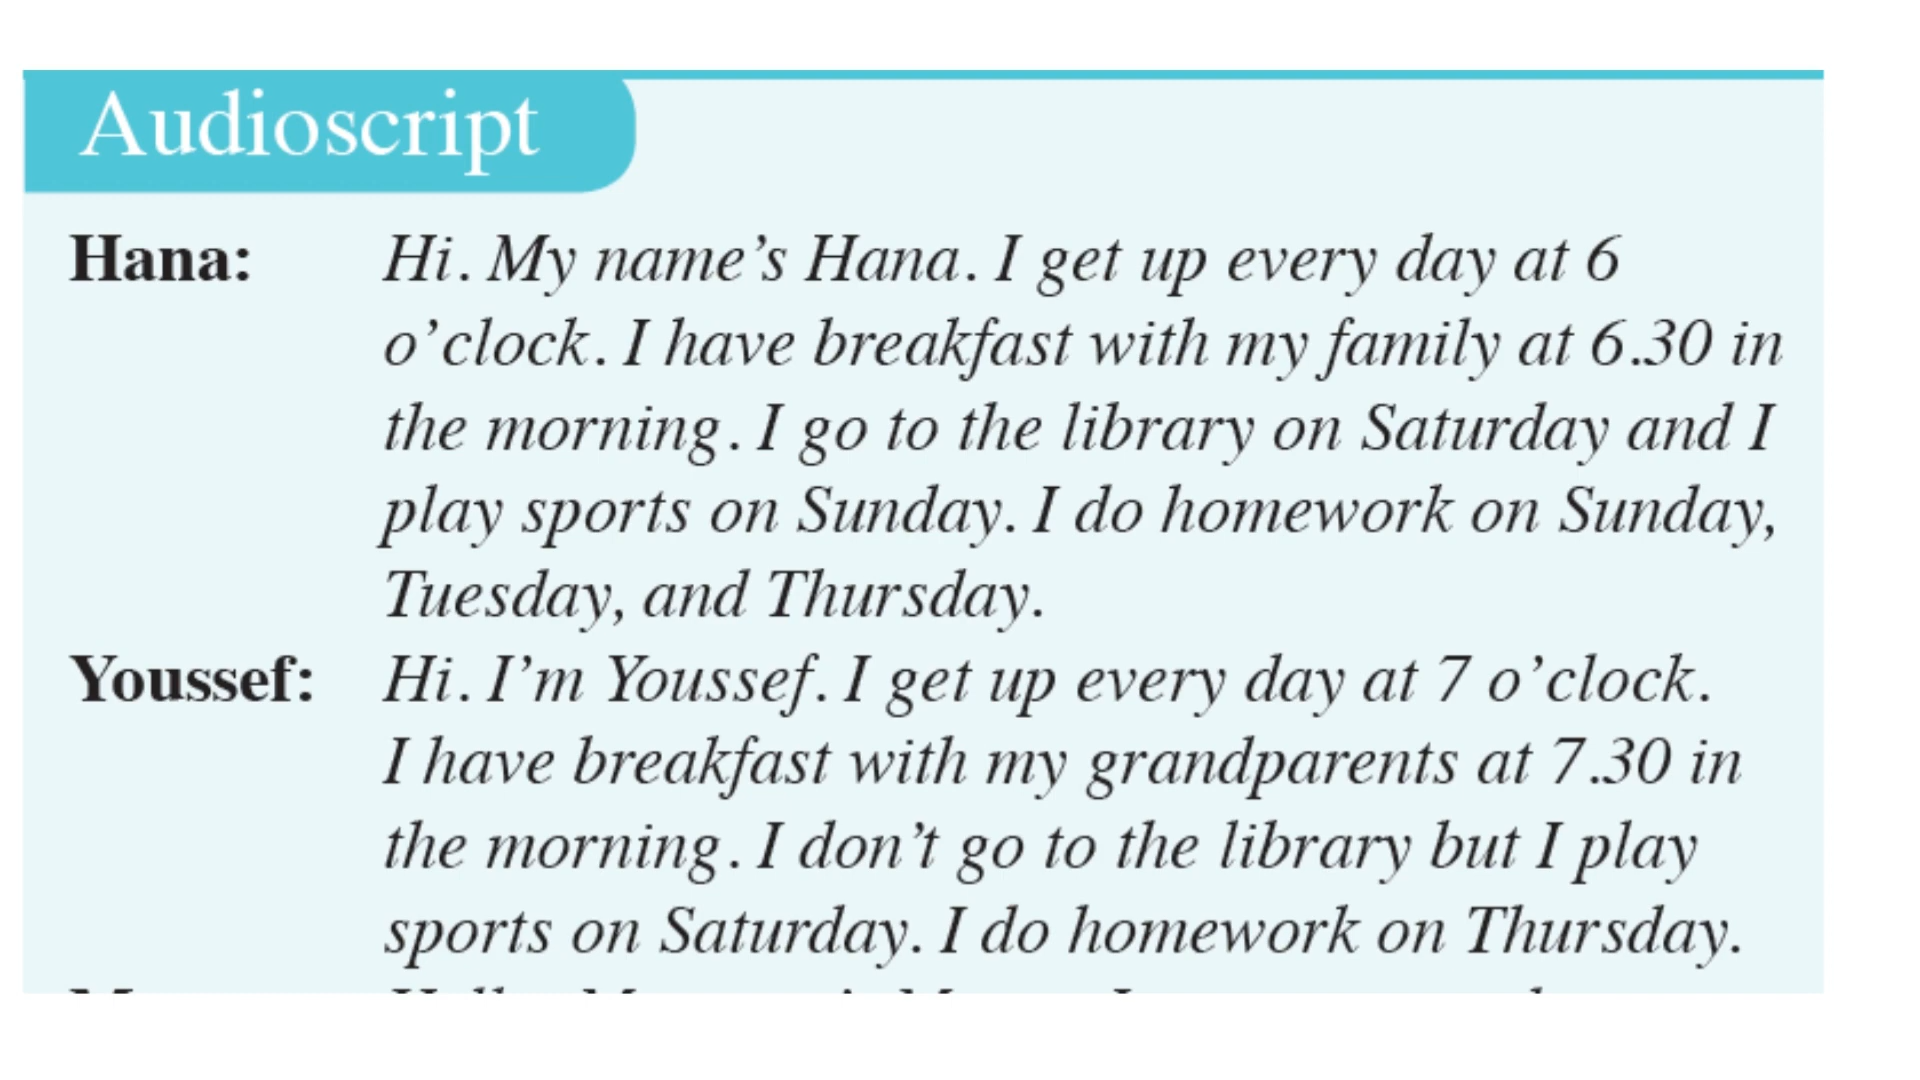 Audioscript
Hana: Hi. My name’s Hana. I get up every day at 6
o’clock. I have breakfast with my family at 6.30 in
the morning. I go to the library on Saturday and I
play sports on Sunday. I do homework on Sunday,
Tuesday, and Thursday.
Youssef: Hi. I’m Youssef. I get up every day at 7 o’clock.
I have breakfast with my grandparents at 7.30 in
the morning. I don’t go to the library but I play
sports on Saturday. I do homework on Thursday.